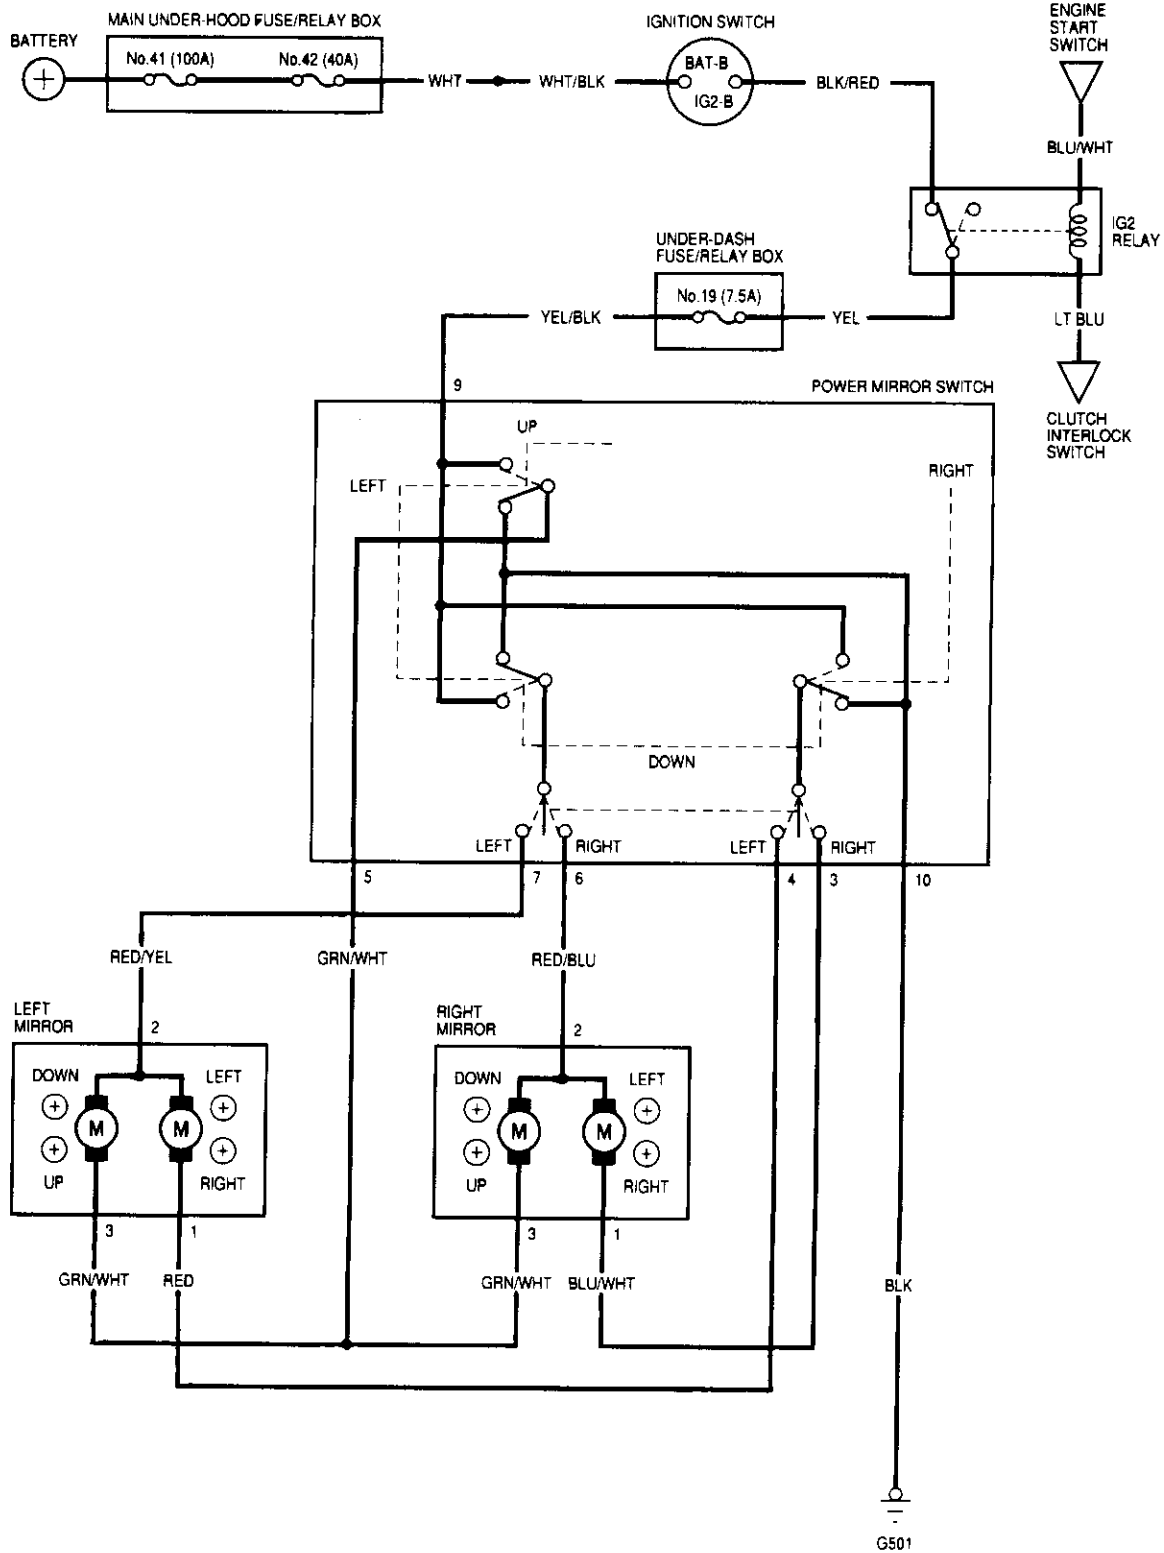 MAIN UNDER-HOOD FUSE/RELAY BOX
IGNITION SWITCH
ENGINE
START
SWITCH
BATTERY
No.41 (100A)
No.42 (40A)
WHT
WHT/BLK
BAT-B
IG2-B
BLK/RED
BLU/WHT
IG2
RELAY
UNDER-DASH
FUSE/RELAY BOX
No.19 (7.5A)
YEL/BLK
YEL
LT BLU
9
POWER MIRROR SWITCH
CLUTCH
INTERLOCK
SWITCH
UP
LEFT
RIGHT
DOWN
LEFT
RIGHT
LEFT
RIGHT
5
7
6
4
3
10
RED/YEL
GRN/WHT
RED/BLU
LEFT
MIRROR
2
RIGHT
MIRROR
2
DOWN
LEFT
M
M
UP
RIGHT
DOWN
LEFT
M
M
UP
RIGHT
3
1
3
1
GRN/WHT
RED
GRN/WHT
BLU/WHT
BLK
G501